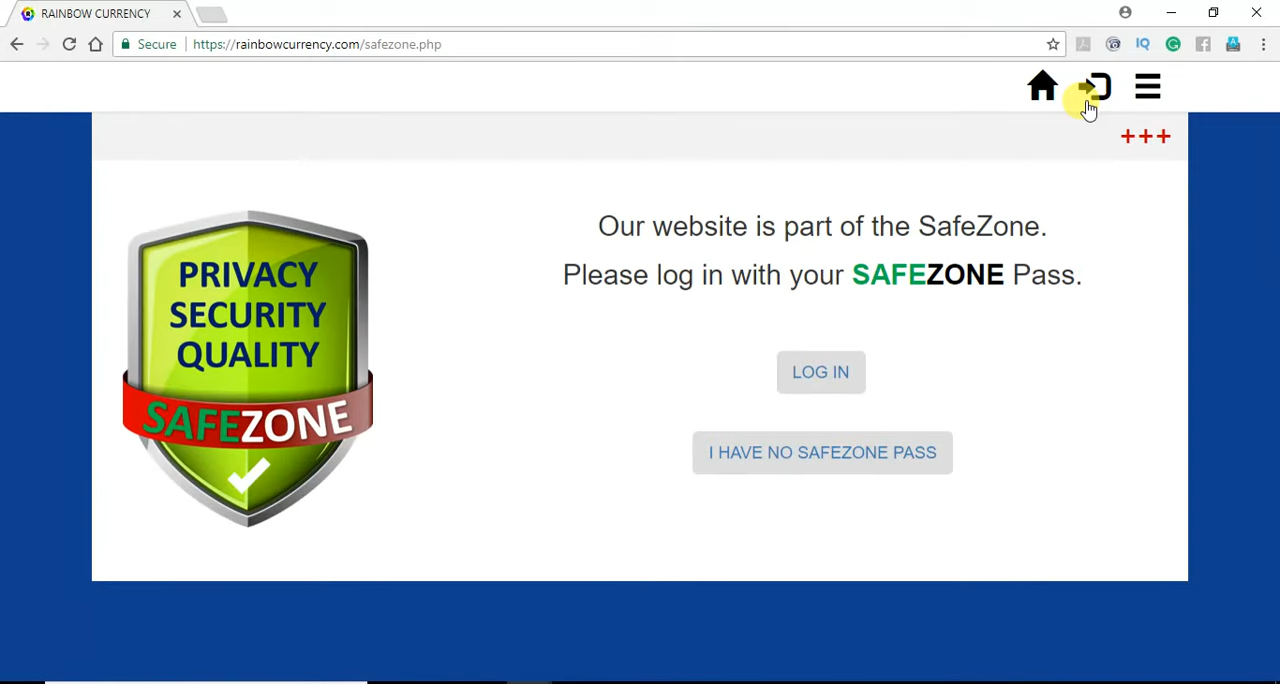 RAINBOW CURRENCY
Secure
https://rainbowcurrency.com/safezone.php
IQ
+++
Our website is part of the SafeZone.
Please log in with your SAFEZONE Pass.
PRIVACY
SECURITY
QUALITY
SAFEZONE
LOG IN
I HAVE NO SAFEZONE PASS